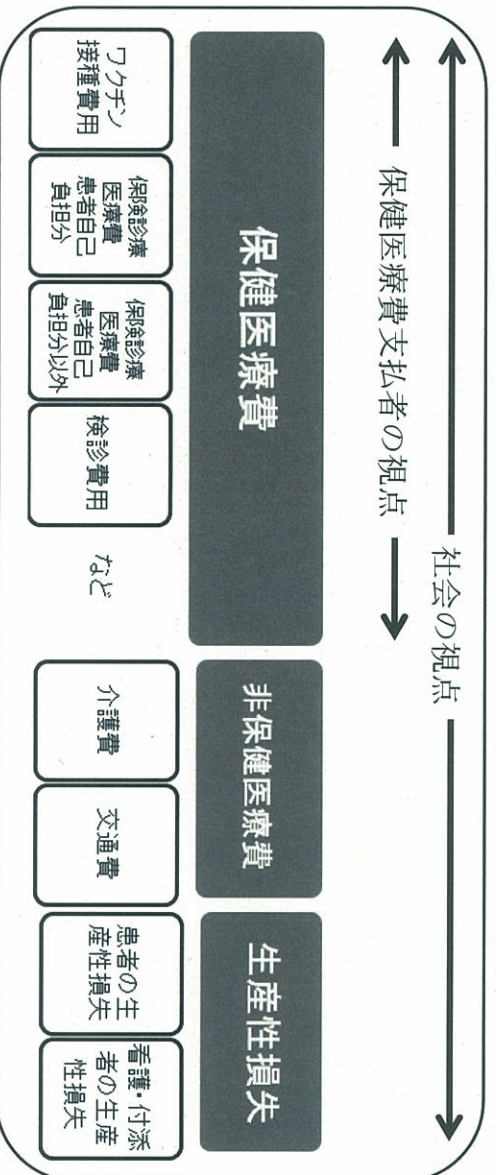 社会の視点
保健医療費支払者の視点
保健医療費
非保健医療費
生産性損失
ワクチン
接種費用
保険診療
医療費
患者自己
負担分
保険診療
医療費
患者自己
負担分以外
検診費用
など
介護費
交通費
患者の生
産性損失
看護・付添
者の生産
性損失